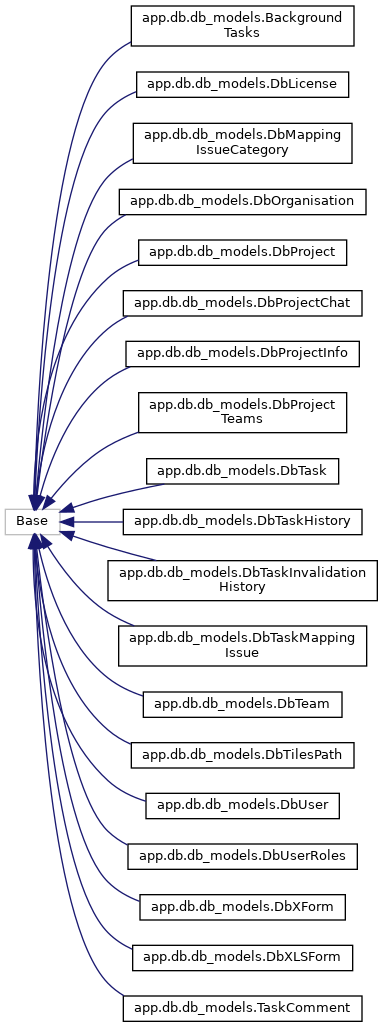 app.db.db_models.Background
Tasks
app.db.db_models.DbLicense
app.db.db_models.DbMapping
IssueCategory
app.db.db_models.DbOrganisation
app.db.db_models.DbProject
app.db.db_models.DbProjectChat
app.db.db_models.DbProjectInfo
app.db.db_models.DbProject
Teams
app.db.db_models.DbTask
Base
app.db.db_models.DbTaskHistory
app.db.db_models.DbTaskInvalidation
History
app.db.db_models.DbTaskMapping
Issue
app.db.db_models.DbTeam
app.db.db_models.DbTilesPath
app.db.db_models.DbUser
app.db.db_models.DbUserRoles
app.db.db_models.DbXForm
app.db.db_models.DbXLSForm
app.db.db_models.TaskComment